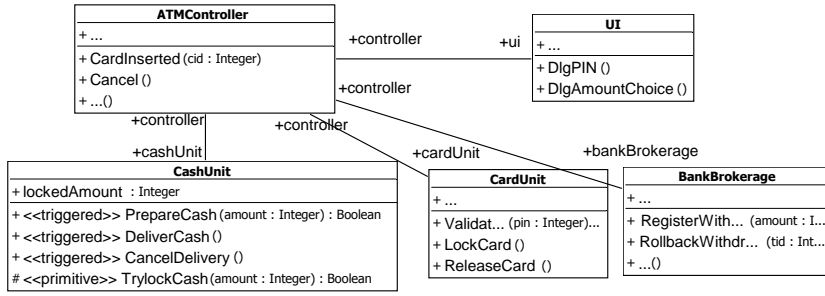 ATMController
+ ...
+ CardInserted (cid : Integer)
+ Cancel ()
+ ...()
UI
+ ...
+ DlgPIN ()
+ DlgAmountChoice ()
+controller
+ui
+controller
+controller
+controller
+cashUnit
+cardUnit
+bankBrokerage
CashUnit
+ lockedAmount : Integer
+ <<triggered>> PrepareCash (amount : Integer) : Boolean
+ <<triggered>> DeliverCash ()
+ <<triggered>> CancelDelivery ()
# <<primitive>> TrylockCash (amount : Integer) : Boolean
CardUnit
+ ...
+ Validat... (pin : Integer)...
+ LockCard ()
+ ReleaseCard ()
BankBrokerage
+ ...
+ RegisterWith... (amount : I...
+ RollbackWithdr... (tid : Int...
+ ...()